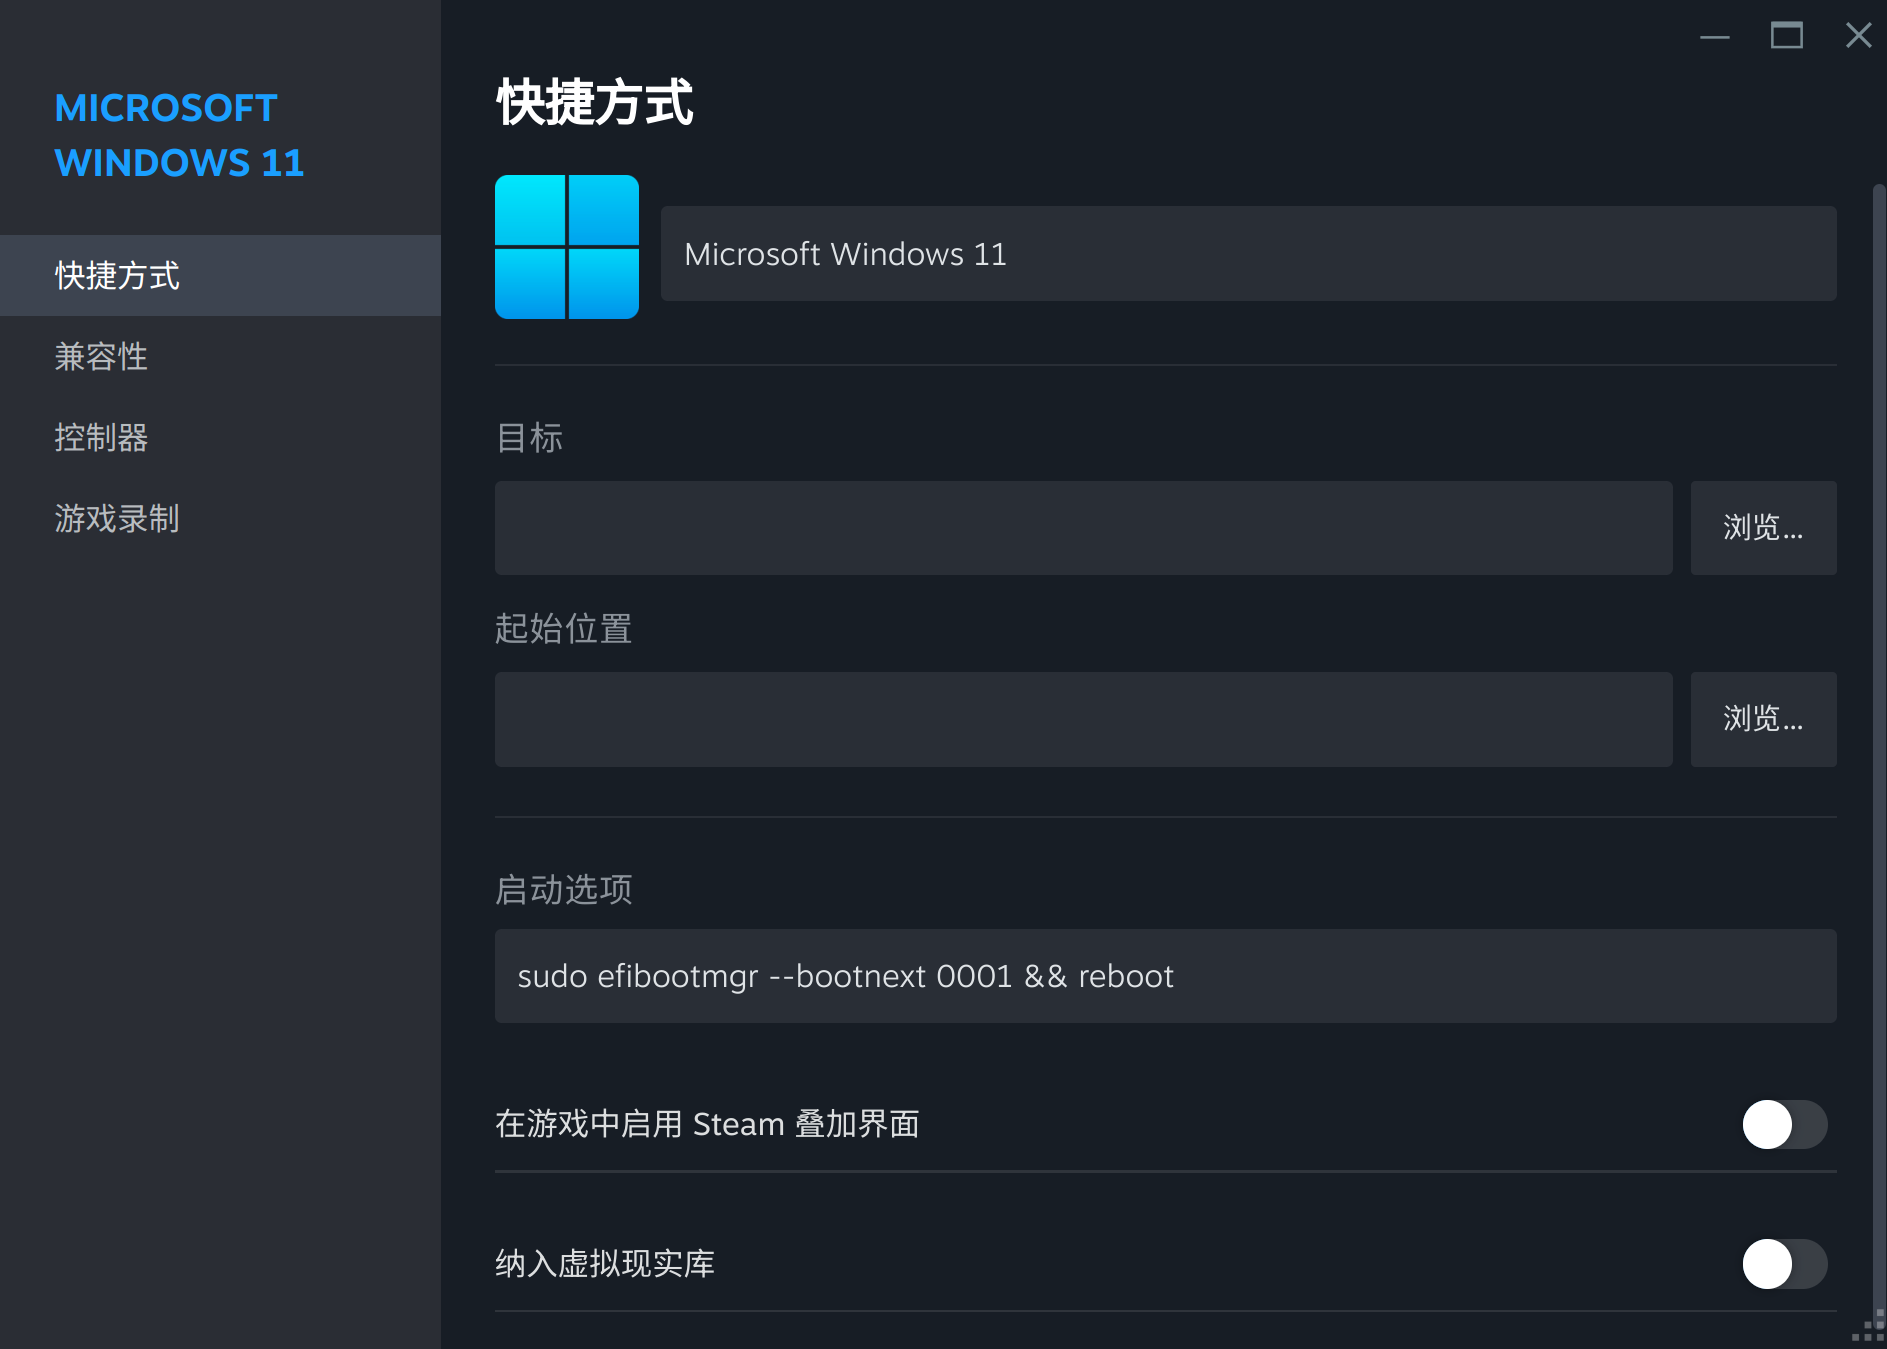 MICROSOFT
WINDOWS 11
快捷方式
兼容性
控制器
游戏录制
快捷方式
Microsoft Windows 11
目标
浏览...
起始位置
浏览...
启动选项
sudo efibootmgr --bootnext 0001 && reboot
在游戏中启用 Steam 叠加界面
纳入虚拟现实库